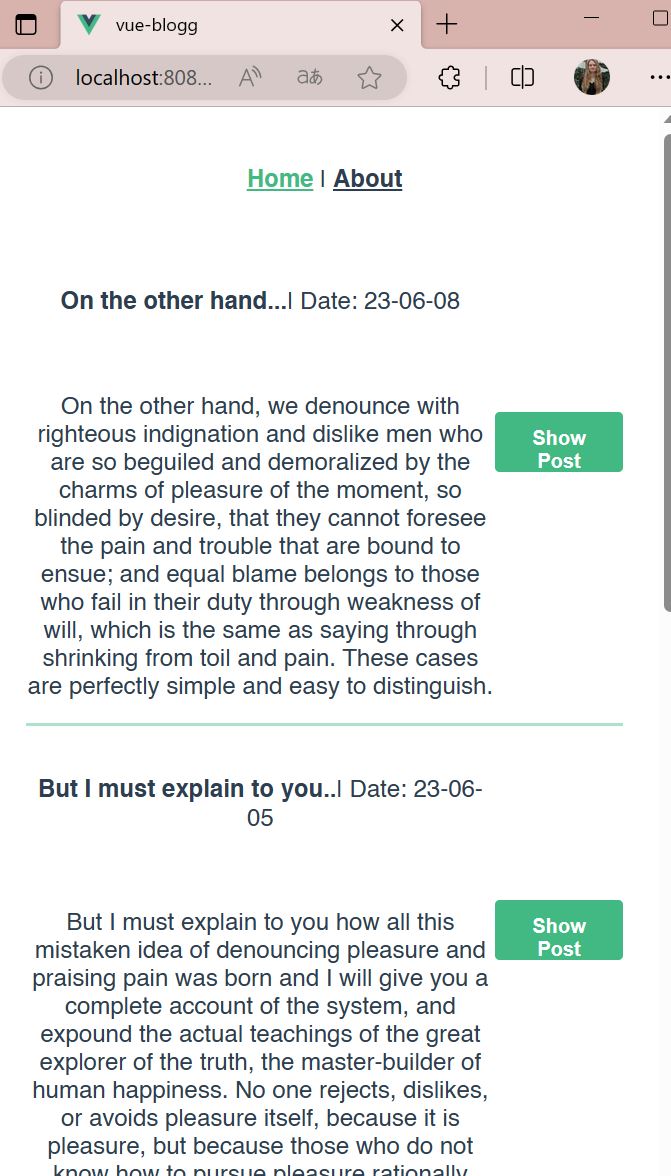 vue-blogg
localhost:808...
Home | About
On the other hand...| Date: 23-06-08
On the other hand, we denounce with
righteous indignation and dislike men who
are so beguiled and demoralized by the
charms of pleasure of the moment, so
blinded by desire, that they cannot foresee
the pain and trouble that are bound to
ensue; and equal blame belongs to those
who fail in their duty through weakness of
will, which is the same as saying through
shrinking from toil and pain. These cases
are perfectly simple and easy to distinguish.
Show
Post
But I must explain to you..| Date: 23-06-
05
But I must explain to you how all this
mistaken idea of denouncing pleasure and
praising pain was born and I will give you a
complete account of the system, and
expound the actual teachings of the great
explorer of the truth, the master-builder of
human happiness. No one rejects, dislikes,
or avoids pleasure itself, because it is
pleasure, but because those who do not
know how to pursue pleasure rationally
Show
Post